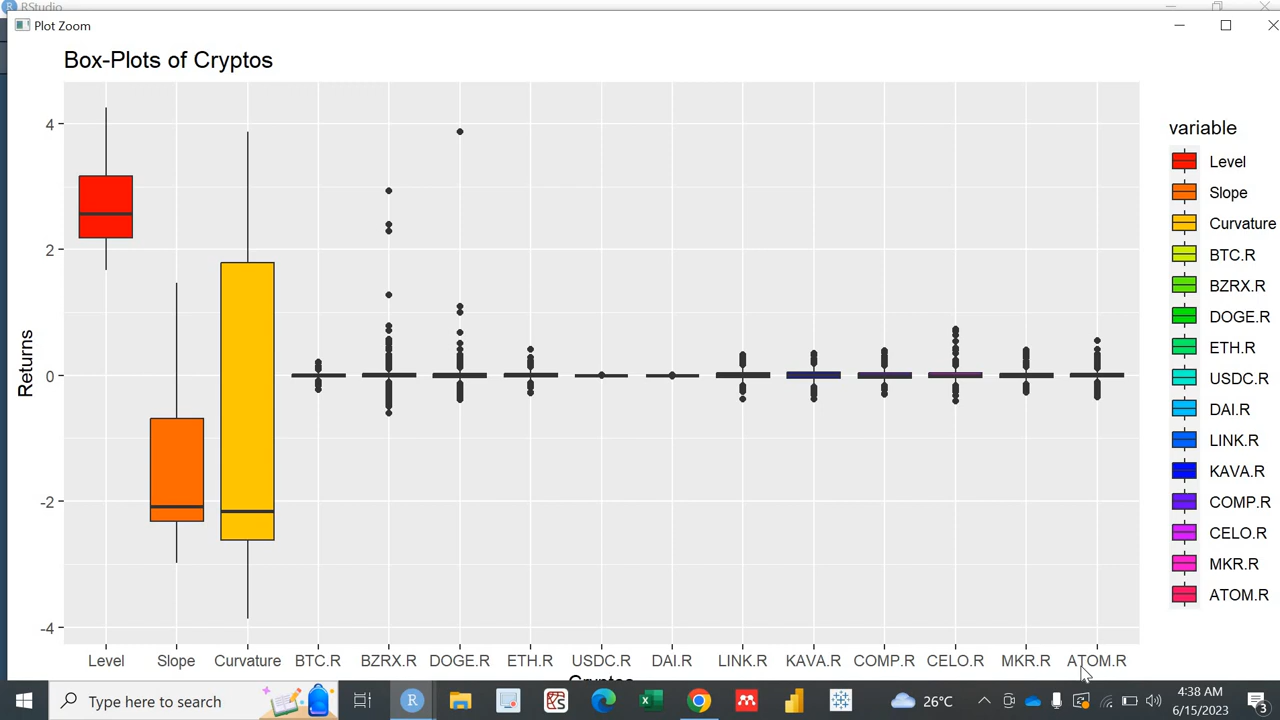 RStudio
Plot Zoom
Box-Plots of Cryptos
variable
Level
Slope
Curvature
BTC.R
BZRX.R
DOGE.R
ETH.R
USDC.R
DAI.R
LINK.R
KAVA.R
COMP.R
CELO.R
MKR.R
ATOM.R
Returns
4
2
0
-2
-4
Level Slope Curvature BTC.R BZRX.R DOGE.R ETH.R USDC.R DAI.R LINK.R KAVA.R COMP.R CELO.R MKR.R ATOM.R
Cryptos
Type here to search
26°C
4:38 AM
6/15/2023
3